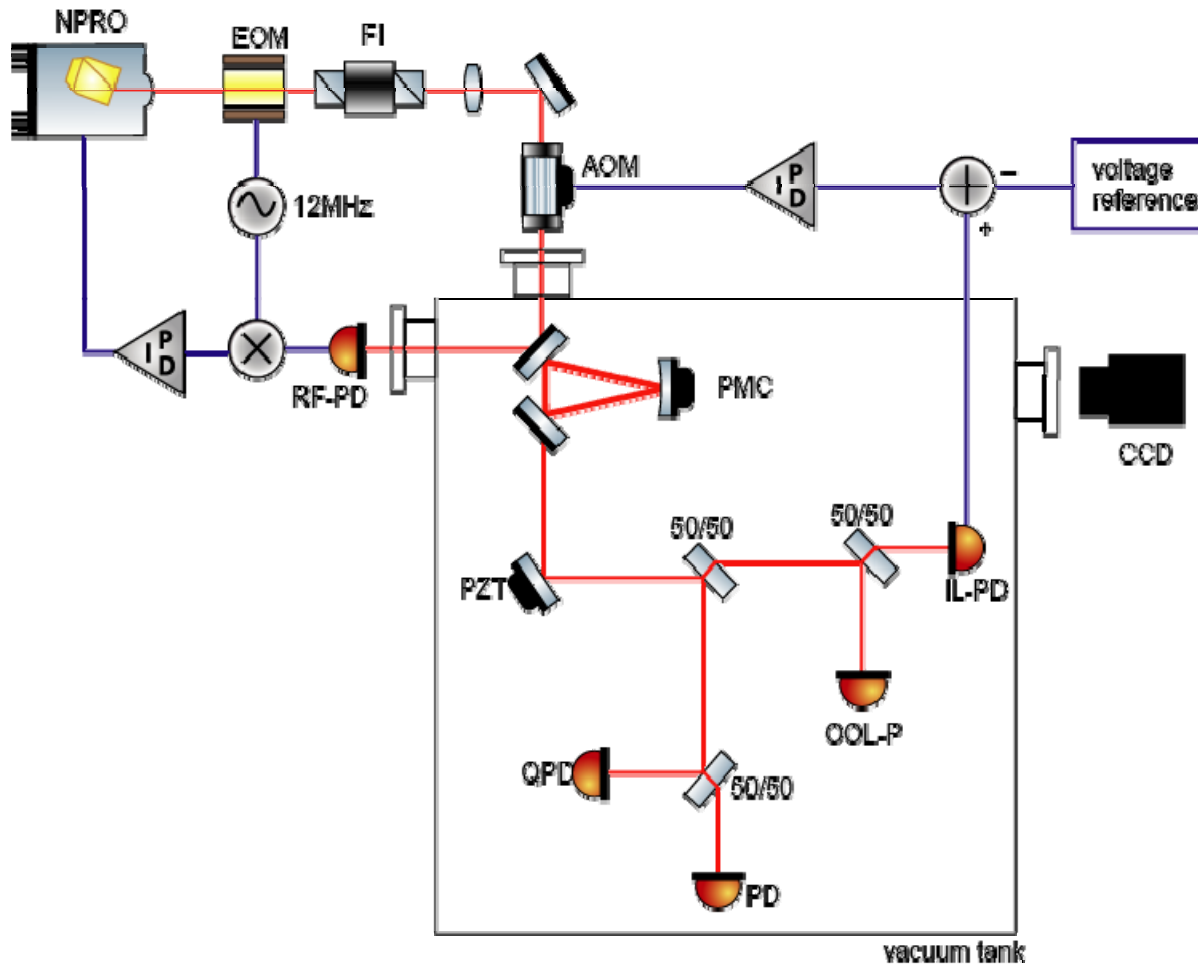 NPRO
EOM
FI
AOM
P
I
D
voltage
reference
−
+
12MHz
P
I
D
RF-PD
PMC
CCD
50/50
50/50
PZT
IL-PD
OOL-P
QPD
50/50
PD
vacuum tank